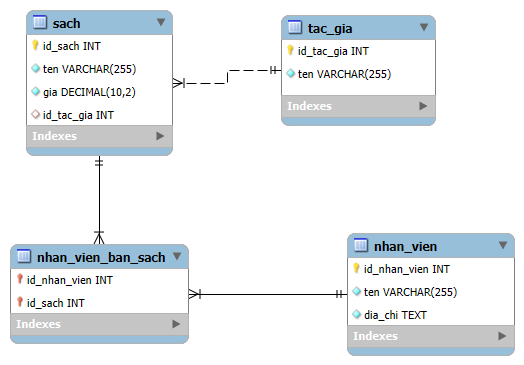 sach
id_sach INT
ten VARCHAR(255)
gia DECIMAL(10,2)
id_tac_gia INT
Indexes
tac_gia
id_tac_gia INT
ten VARCHAR(255)
Indexes
nhan_vien_ban_sach
id_nhan_vien INT
id_sach INT
Indexes
nhan_vien
id_nhan_vien INT
ten VARCHAR(255)
dia_chi TEXT
Indexes